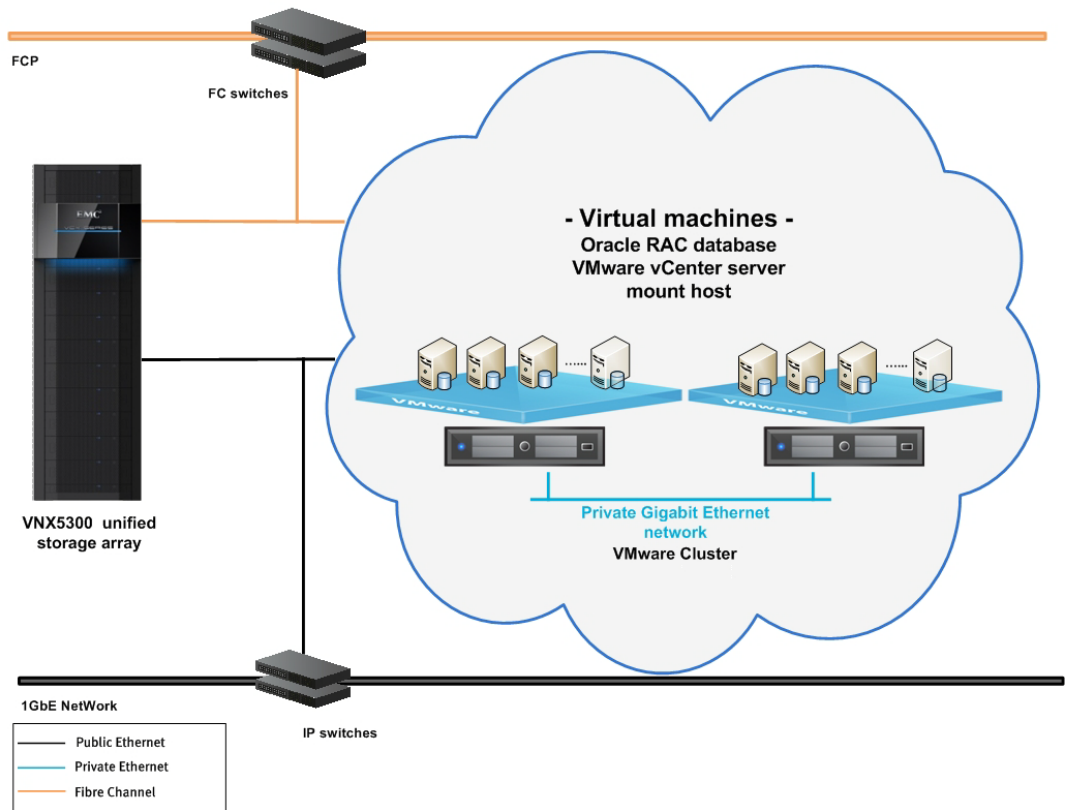 FCP
FC switches
EMC²
- Virtual machines -
Oracle RAC database
VMware vCenter server
mount host
VMware
VMware
Private Gigabit Ethernet
network
VMware Cluster
VNX5300 unified
storage array
1GbE NetWork
IP switches
Public Ethernet
Private Ethernet
Fibre Channel